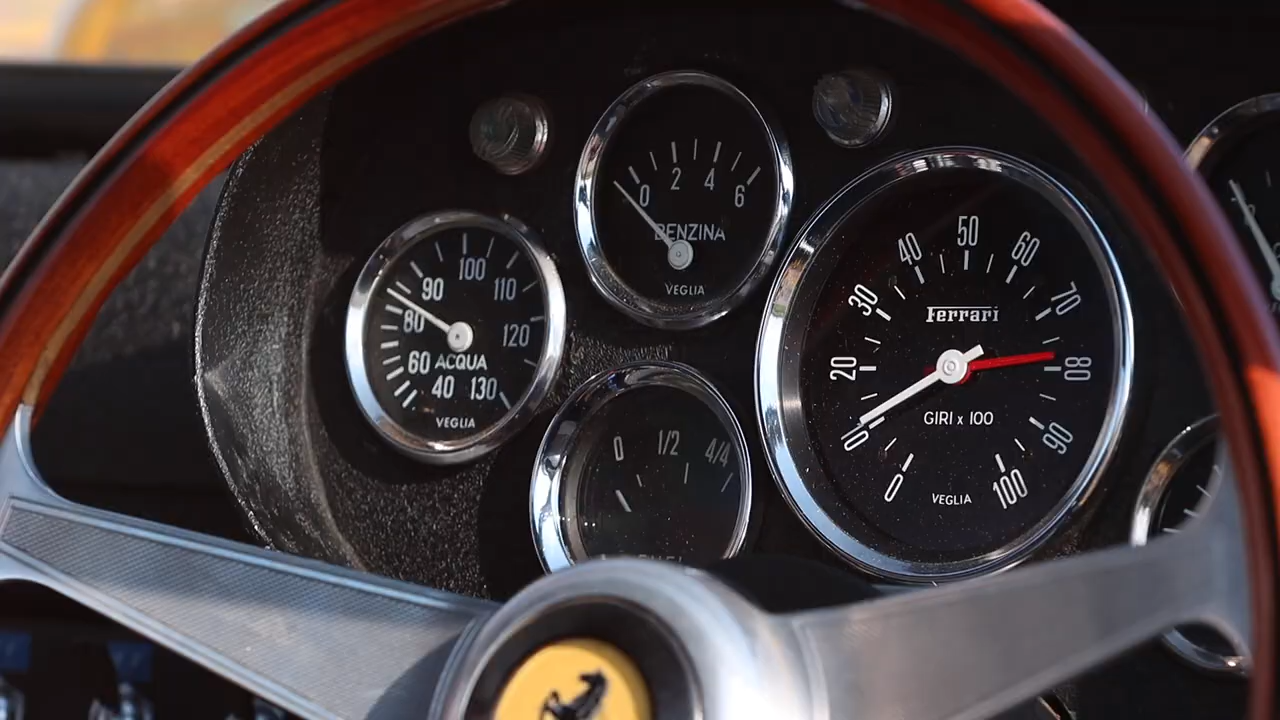 0 2 4 6
BENZINA
VEGLIA
40 60 80 90 100 110 120 130
ACQUA
VEGLIA
0 1/2 4/4
0 10 20 30 40 50 60 70 80 90 100
Ferrari
GIRI x 100
VEGLIA